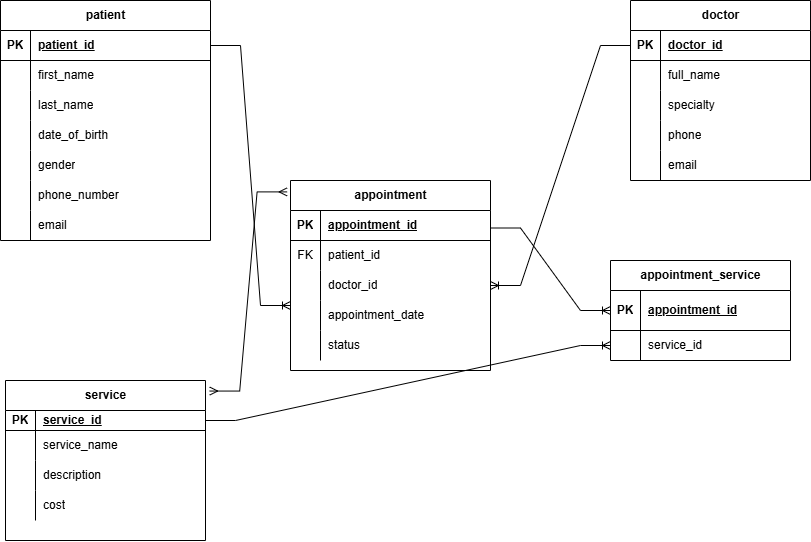 patient
PK patient_id
first_name
last_name
date_of_birth
gender
phone_number
email
doctor
PK doctor_id
full_name
specialty
phone
email
appointment
PK appointment_id
FK patient_id
doctor_id
appointment_date
status
appointment_service
PK appointment_id
service_id
service
PK service_id
service_name
description
cost